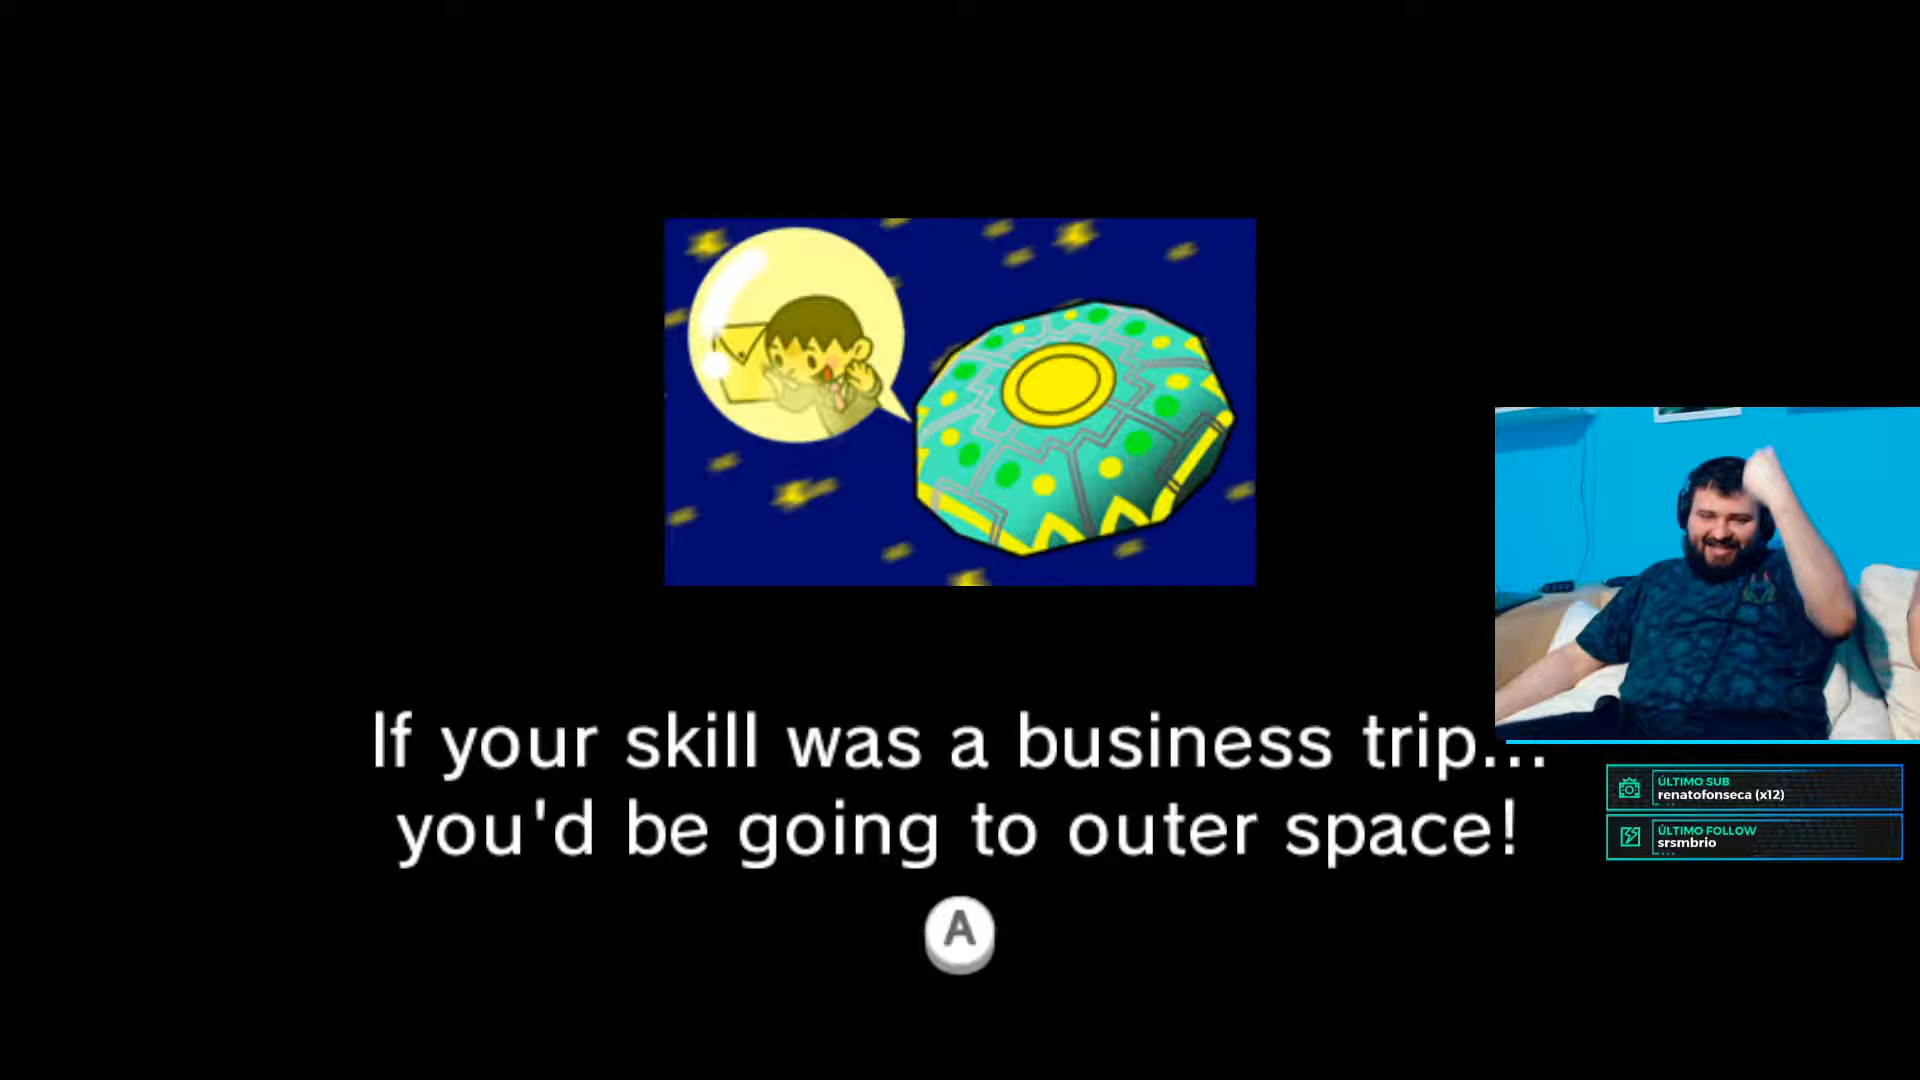 If your skill was a business trip...
you'd be going to outer space!
A
ÚLTIMO SUB
renatofonseca (x12)
ÚLTIMO FOLLOW
srsmbrio